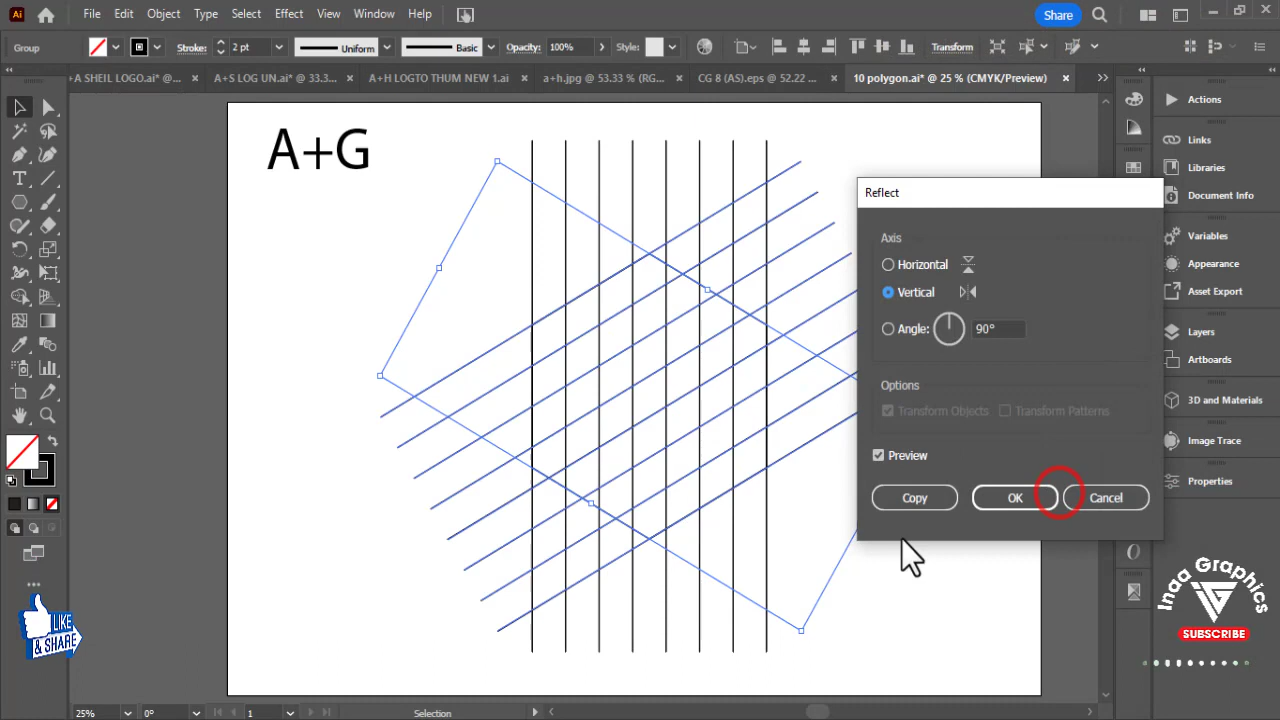 Ai File Edit Object Type Select Effect View Window Help Share
Group Stroke: 2 pt Uniform Basic Opacity: 100% Style: Transform
+A SHEIL LOGO.ai* @ ... × A+S LOG UN.ai* @ 33.3... × A+H LOGTO THUM NEW 1.ai × a+h.jpg @ 53.33 % (RG... × CG 8 (AS).eps @ 52.22 ... × 10 polygon.ai* @ 25 % (CMYK/Preview) ×
A+G
Reflect
Axis
Horizontal
Vertical
Angle: 90°
Options
Transform Objects Transform Patterns
Preview
Copy OK Cancel
Actions
Links
Libraries
Document Info
Variables
Appearance
Asset Export
Layers
Artboards
3D and Materials
Image Trace
Properties
LIKE
& SHARE
Inaa Graphics
SUBSCRIBE
25% 0° 1 Selection